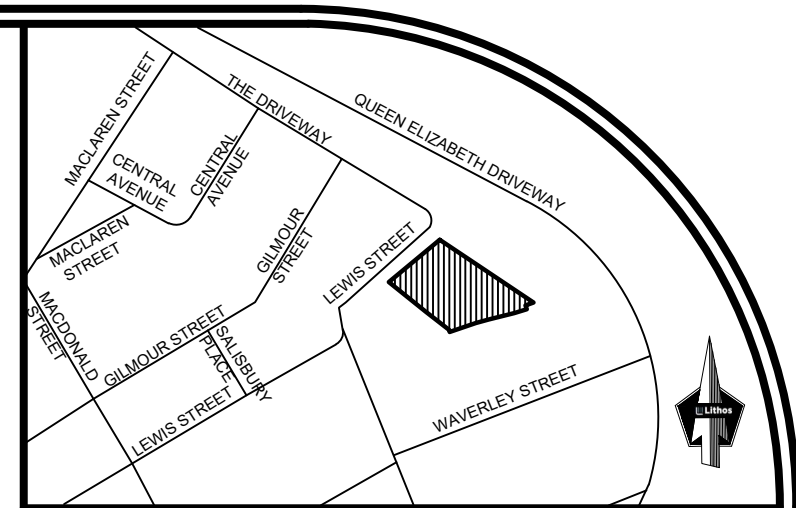 MACLAREN STREET
THE DRIVEWAY
QUEEN ELIZABETH DRIVEWAY
CENTRAL
AVENUE
CENTRAL
AVENUE
MACLAREN
STREET
GILMOUR
STREET
LEWIS STREET
MACDONALD
STREET
GILMOUR STREET
SALISBURY
PLACE
LEWIS STREET
WAVERLEY STREET
Lithos